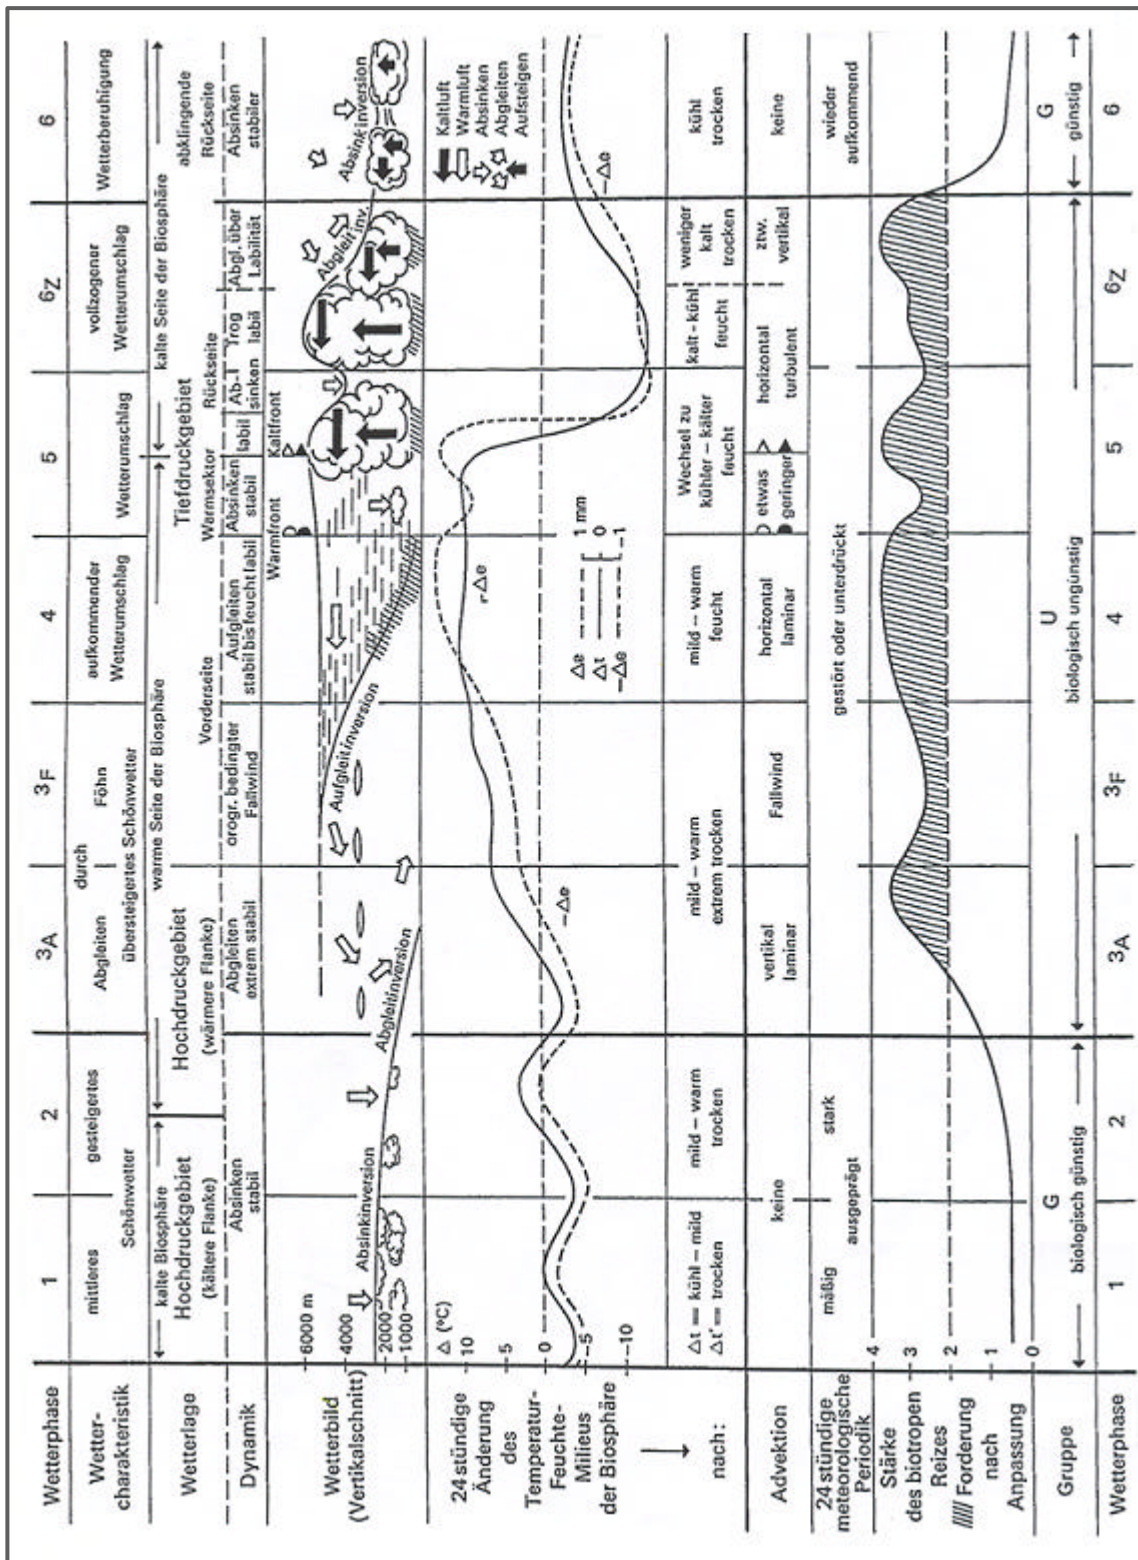 Wetterphase
1
2
3A
3F
4
5
6Z
6
Wetter-
charakteristik
mittleres
gesteigertes
Schönwetter
Abgleiten
durch
Föhn
übersteigertes Schönwetter
aufkommender
Wetterumschlag
Wetterumschlag
vollzogener
Wetterumschlag
Wetterberuhigung
kalte Biosphäre
warme Seite der Biosphäre
kalte Seite der Biosphäre
Wetterlage
Hochdruckgebiet
(kältere Flanke)
Hochdruckgebiet
(wärmere Flanke)
Tiefdruckgebiet
Vorderseite
Warmsektor
Rückseite
abklingende
Rückseite
Dynamik
Absinken
stabil
Abgleiten
extrem stabil
orogr. bedingter
Fallwind
Aufgleiten
stabil bis feucht labil
Absinken
stabil
labil
Ab-
sinken
Trog
labil
Abgl. über
Labilität
Absinken
stabiler
Wetterbild
(Vertikalschnitt)
6000 m
4000
2000
1000
Absinkinversion
Abgleitinversion
Aufgleitinversion
Warmfront
Kaltfront
Abgleit inv.
Absinkinversion
Kaltluft
Warmluft
Absinken
Abgleiten
Aufsteigen
24stündige
Änderung
des
Temperatur-
Feuchte-
Milieus
der Biosphäre
Δ (°C)
10
5
0
-5
-10
-Δe
-Δe
Δe
Δt
-Δe
1 mm
0
-1
-Δe
nach:
Δt = kühl – mild
Δt' = trocken
mild – warm
trocken
mild – warm
extrem trocken
mild – warm
feucht
Wechsel zu
kühler – kälter
feucht
kalt – kühl
feucht
weniger
kalt
trocken
kühl
trocken
Advektion
keine
vertikal
laminar
Fallwind
horizontal
laminar
etwas
geringer
horizontal
turbulent
ztw.
vertikal
keine
24stündige
meteorologische
Periodik
mäßig
ausgeprägt
stark
gestört oder unterdrückt
wieder
aufkommend
Stärke
des biotropen
Reizes
Forderung
nach
Anpassung
4
3
2
1
0
Gruppe
G
biologisch günstig
U
biologisch ungünstig
G
günstig
Wetterphase
1
2
3A
3F
4
5
6Z
6